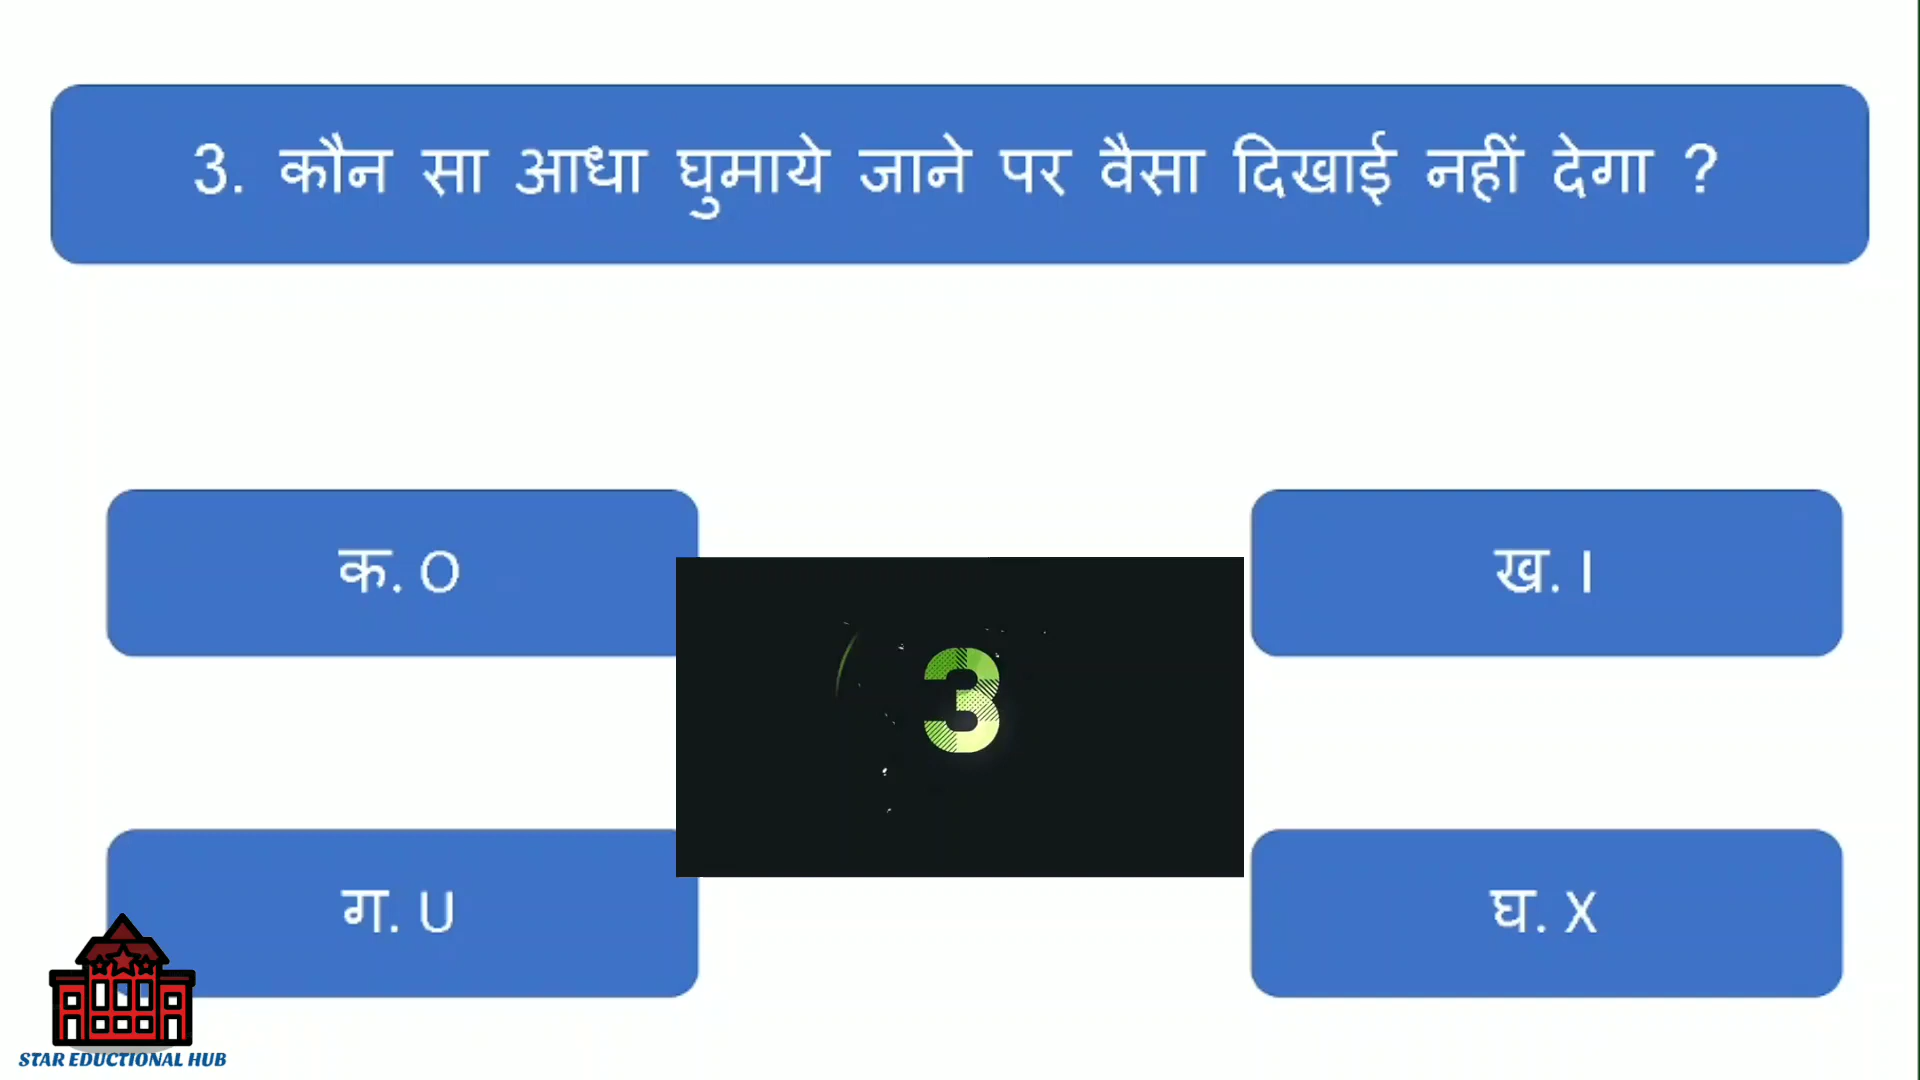 3. कौन सा आधा घुमाये जाने पर वैसा दिखाई नहीं देगा ?
क. O
ख. I
3
ग. U
घ. X
STAR EDUCTIONAL HUB